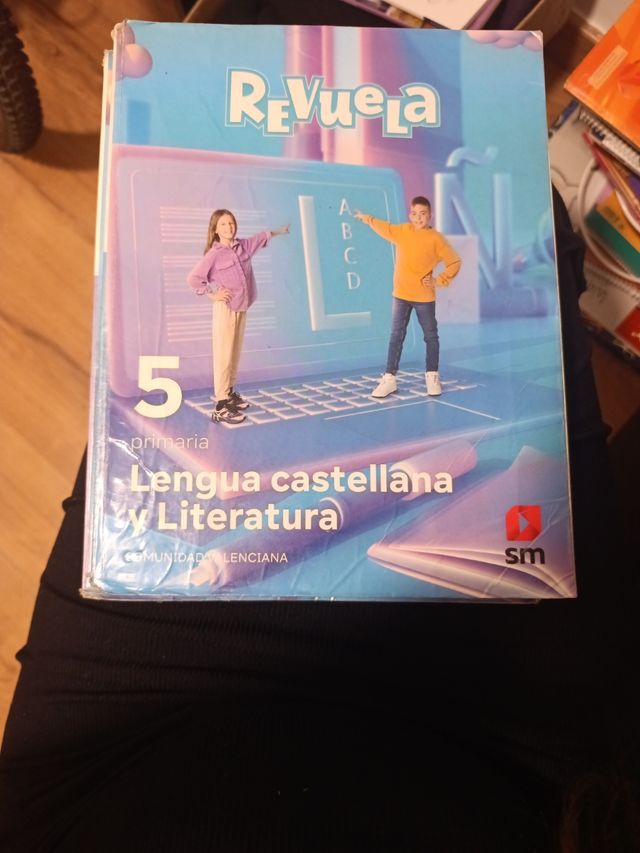 REVUELA
L
A
B
C
D
Ñ
5
primaria
Lengua castellana
y Literatura
COMUNIDAD VALENCIANA
sm